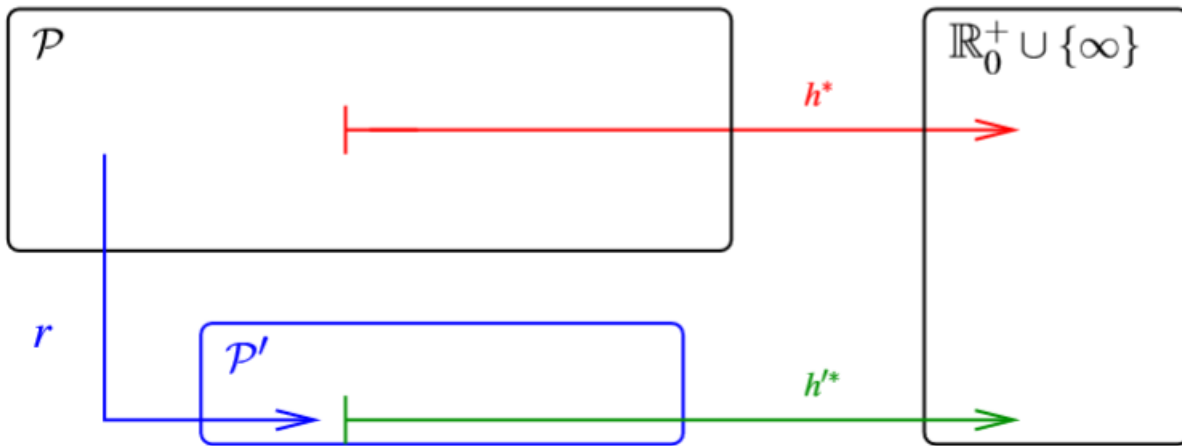 𝒫
ℝ₀⁺ ∪ {∞}
h*
r
𝒫′
h′*